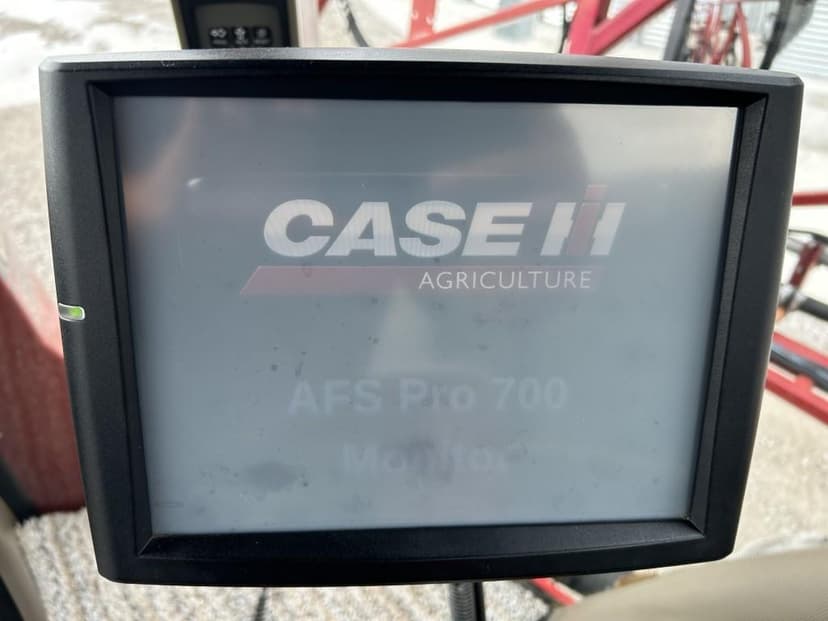 CASE IH
AGRICULTURE
AFS Pro 700
Monitor